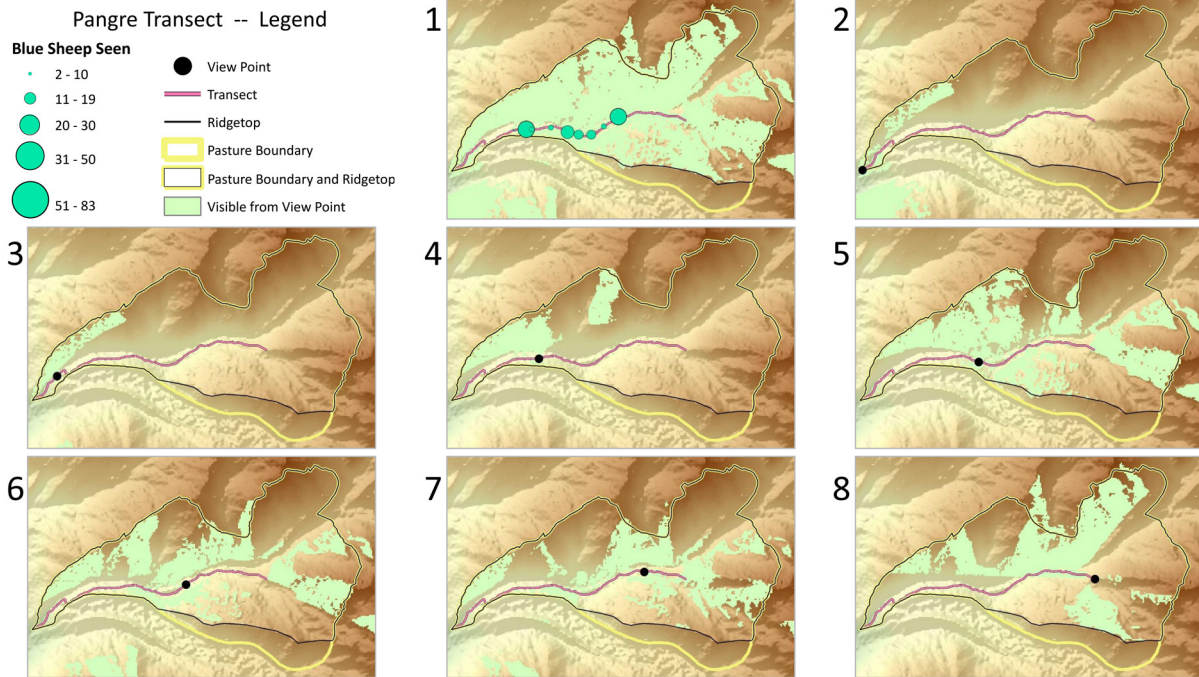 Pangre Transect -- Legend
Blue Sheep Seen
2 - 10
11 - 19
20 - 30
31 - 50
51 - 83
View Point
Transect
Ridgetop
Pasture Boundary
Pasture Boundary and Ridgetop
Visible from View Point
1
2
3
4
5
6
7
8